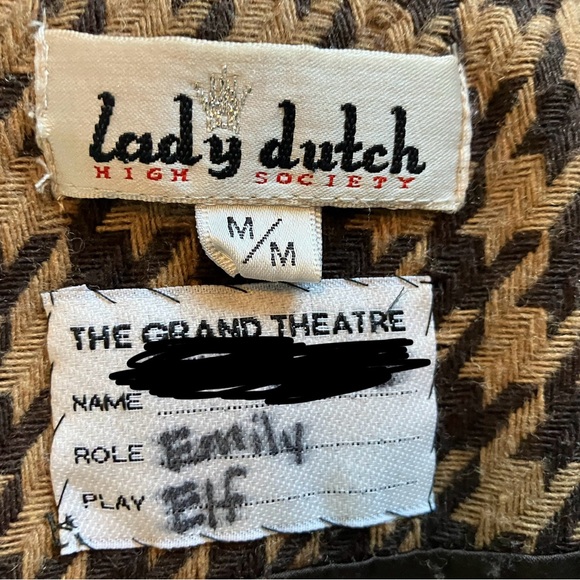 lady dutch
HIGH SOCIETY
M/M
THE GRAND THEATRE
NAME
ROLE Emily
PLAY Elf